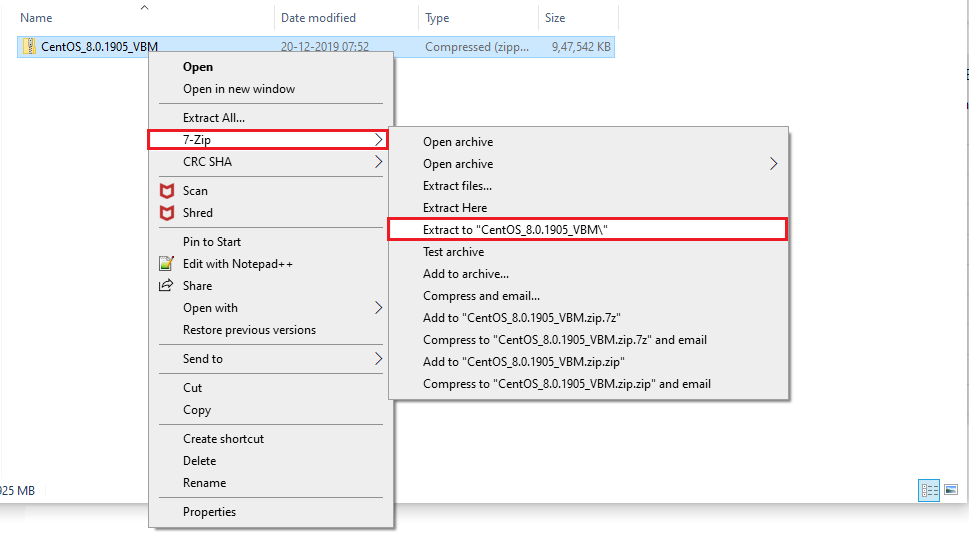 Name Date modified Type Size
CentOS_8.0.1905_VBM 20-12-2019 07:52 Compressed (zipp... 9,47,542 KB
Open
Open in new window
Extract All...
7-Zip
CRC SHA
Scan
Shred
Pin to Start
Edit with Notepad++
Share
Open with
Restore previous versions
Send to
Cut
Copy
Create shortcut
Delete
Rename
Properties
Open archive
Open archive
Extract files...
Extract Here
Extract to "CentOS_8.0.1905_VBM\"
Test archive
Add to archive...
Compress and email...
Add to "CentOS_8.0.1905_VBM.zip.7z"
Compress to "CentOS_8.0.1905_VBM.zip.7z" and email
Add to "CentOS_8.0.1905_VBM.zip.zip"
Compress to "CentOS_8.0.1905_VBM.zip.zip" and email
025 MB